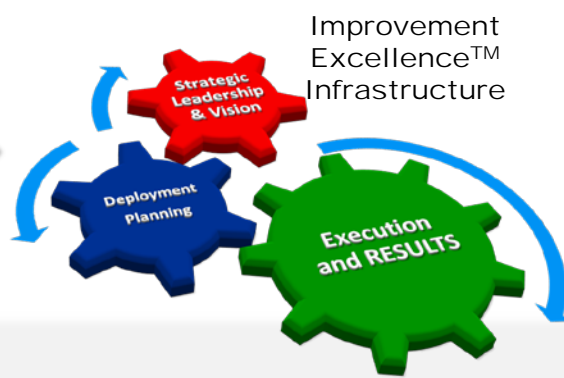 Improvement
Excellence™
Infrastructure
Strategic
Leadership
& Vision
Deployment
Planning
Execution
and RESULTS